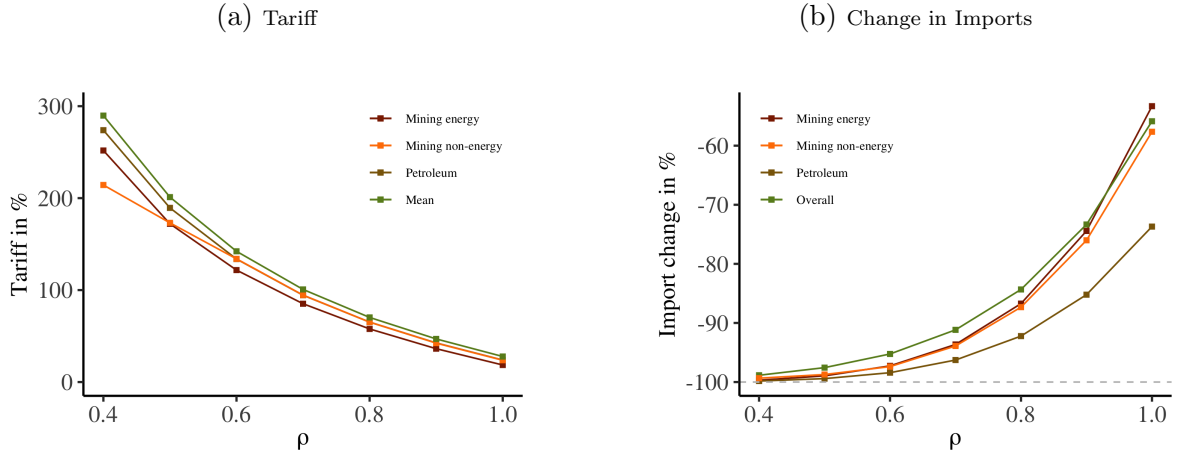 (a) Tariff
Tariff in %
300
200
100
0
0.4 0.6 0.8 1.0
ρ
Mining energy
Mining non-energy
Petroleum
Mean
(b) Change in Imports
Import change in %
-60
-70
-80
-90
-100
0.4 0.6 0.8 1.0
ρ
Mining energy
Mining non-energy
Petroleum
Overall